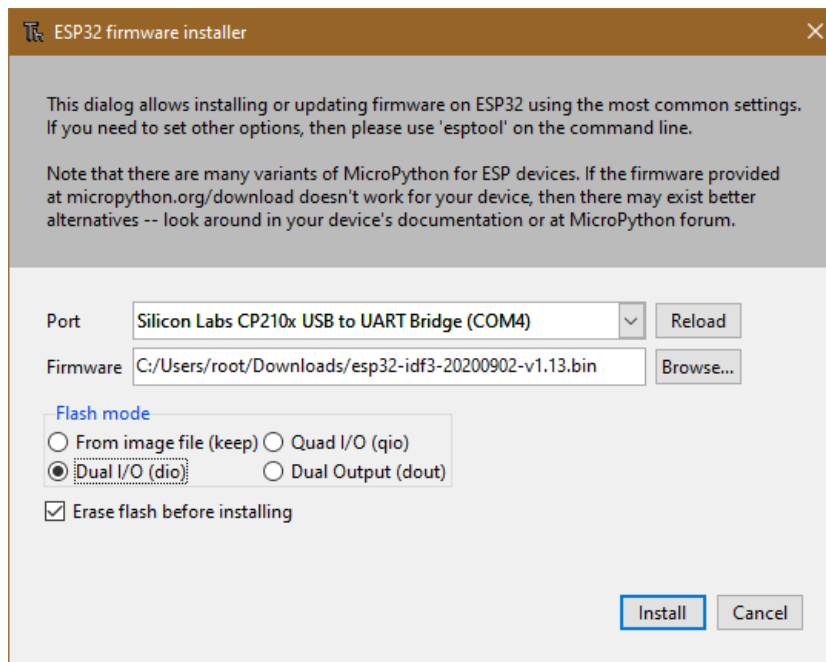 ESP32 firmware installer
This dialog allows installing or updating firmware on ESP32 using the most common settings.
If you need to set other options, then please use 'esptool' on the command line.
Note that there are many variants of MicroPython for ESP devices. If the firmware provided
at micropython.org/download doesn't work for your device, then there may exist better
alternatives -- look around in your device's documentation or at MicroPython forum.
Port Silicon Labs CP210x USB to UART Bridge (COM4) Reload
Firmware C:/Users/root/Downloads/esp32-idf3-20200902-v1.13.bin Browse...
Flash mode
From image file (keep) Quad I/O (qio)
Dual I/O (dio) Dual Output (dout)
Erase flash before installing
Install Cancel